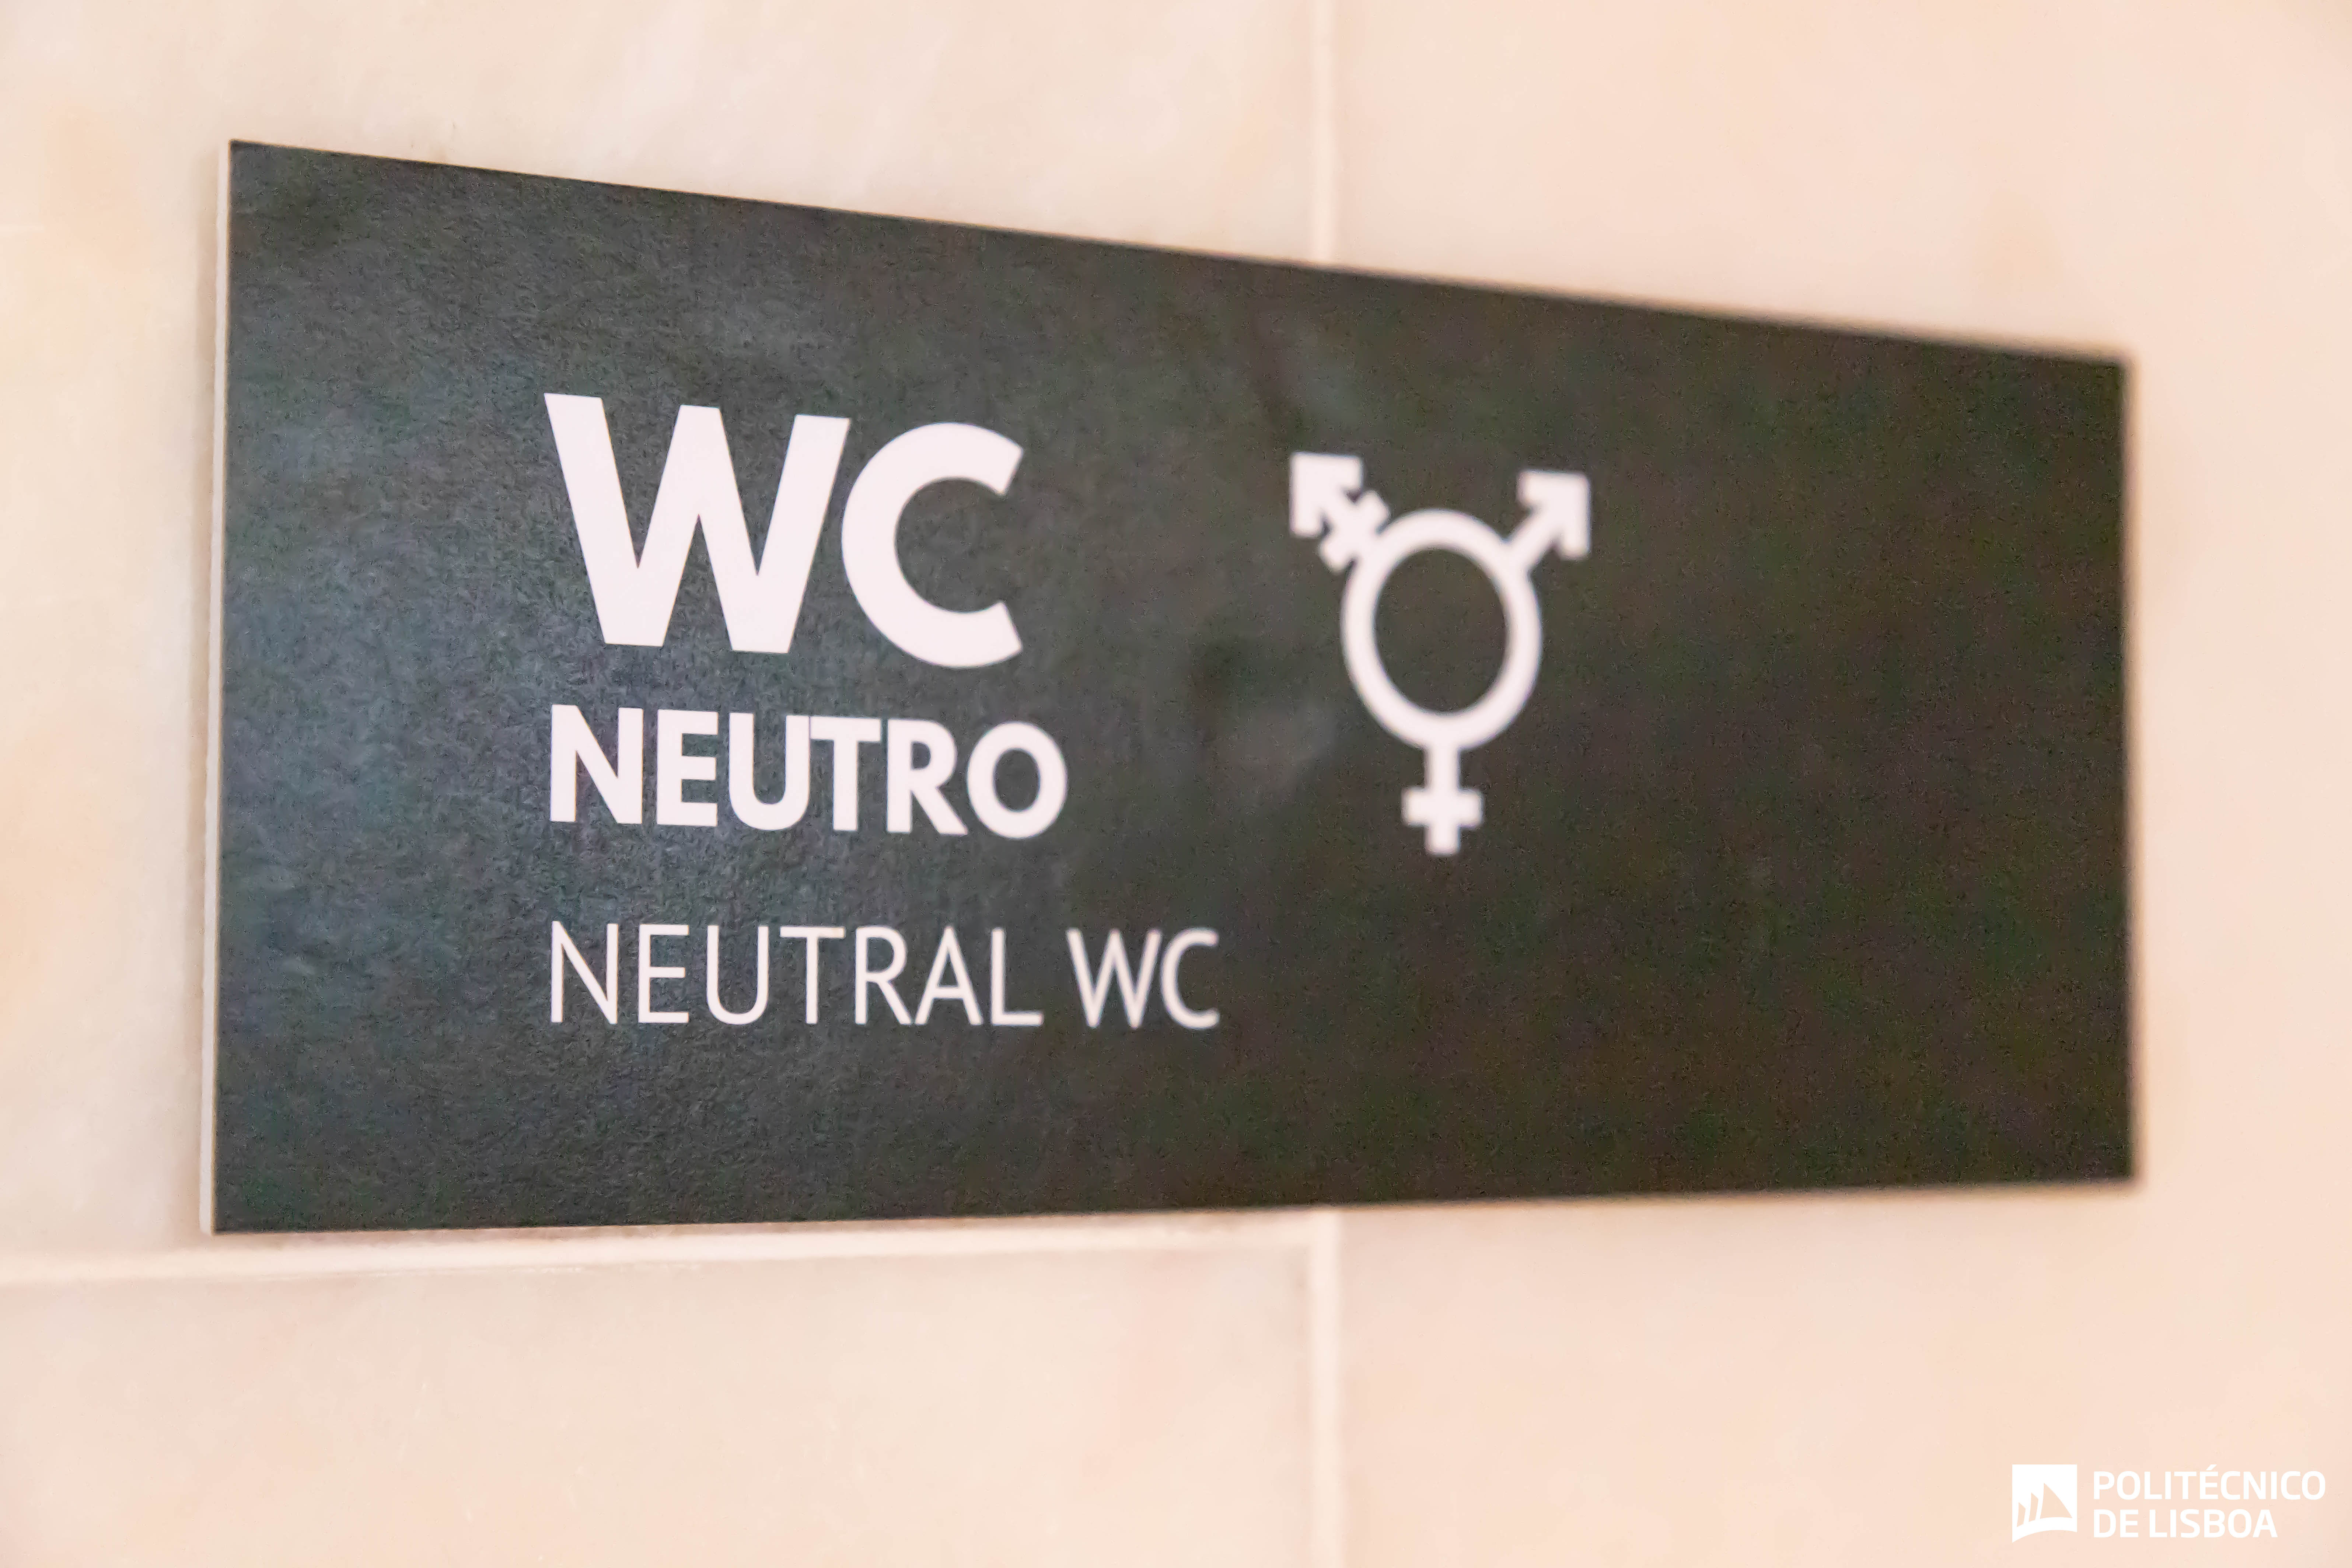 WC
NEUTRO
NEUTRAL WC
POLITÉCNICO
DE LISBOA